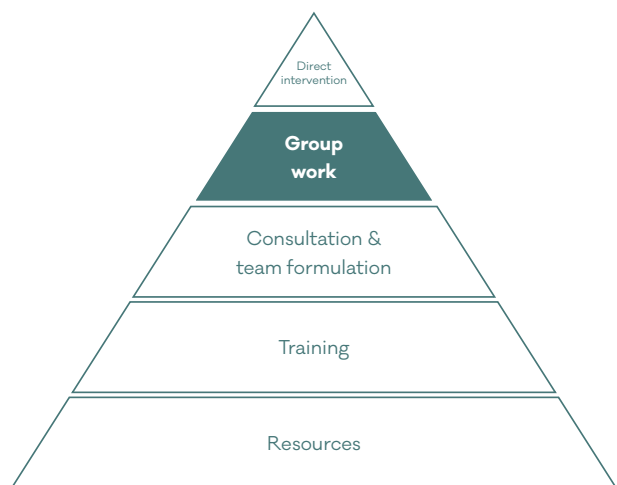 Direct
intervention
Group
work
Consultation &
team formulation
Training
Resources